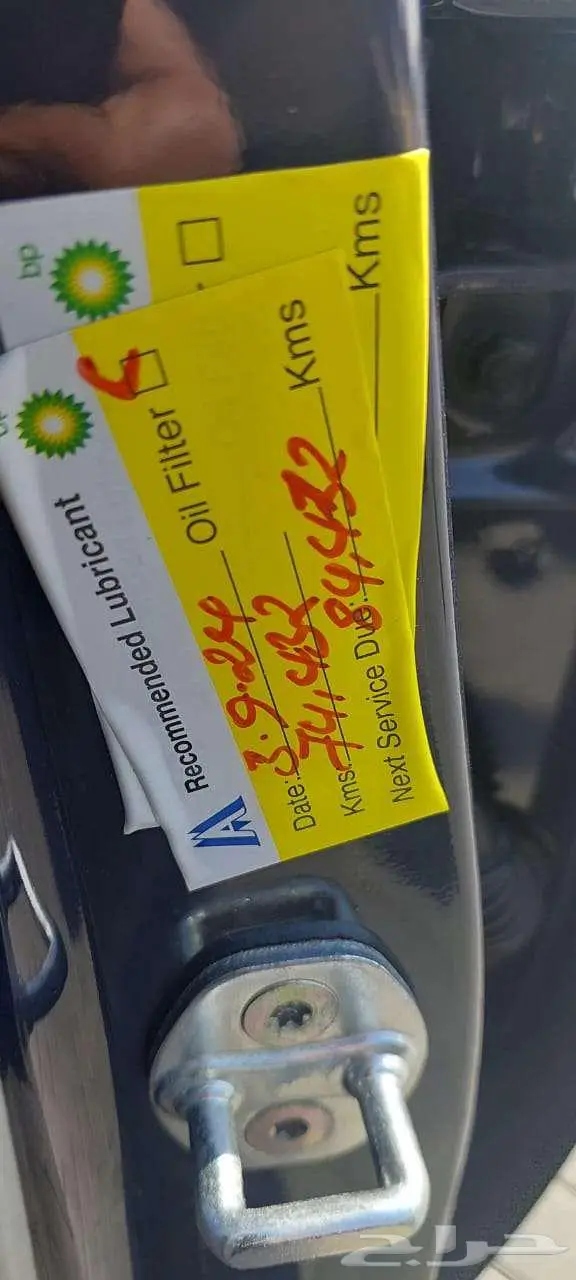 bp
Kms
Recommended Lubricant
Oil Filter
Date: 3.9.24
Kms: 74,432 Kms
Next Service Due: 84,432
حراج